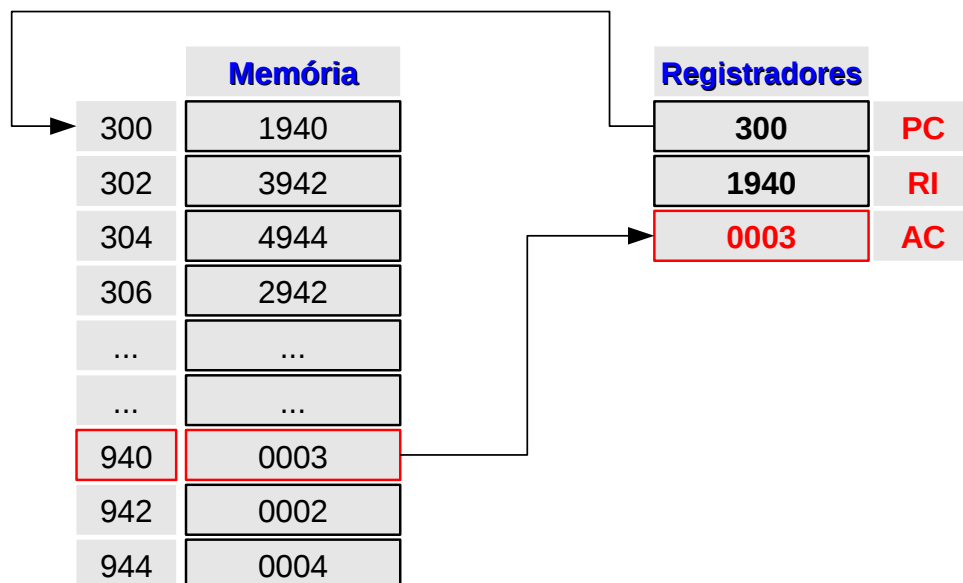 Memória Registradores
300 1940 300 PC
302 3942 1940 RI
304 4944 0003 AC
306 2942
... ...
... ...
940 0003
942 0002
944 0004